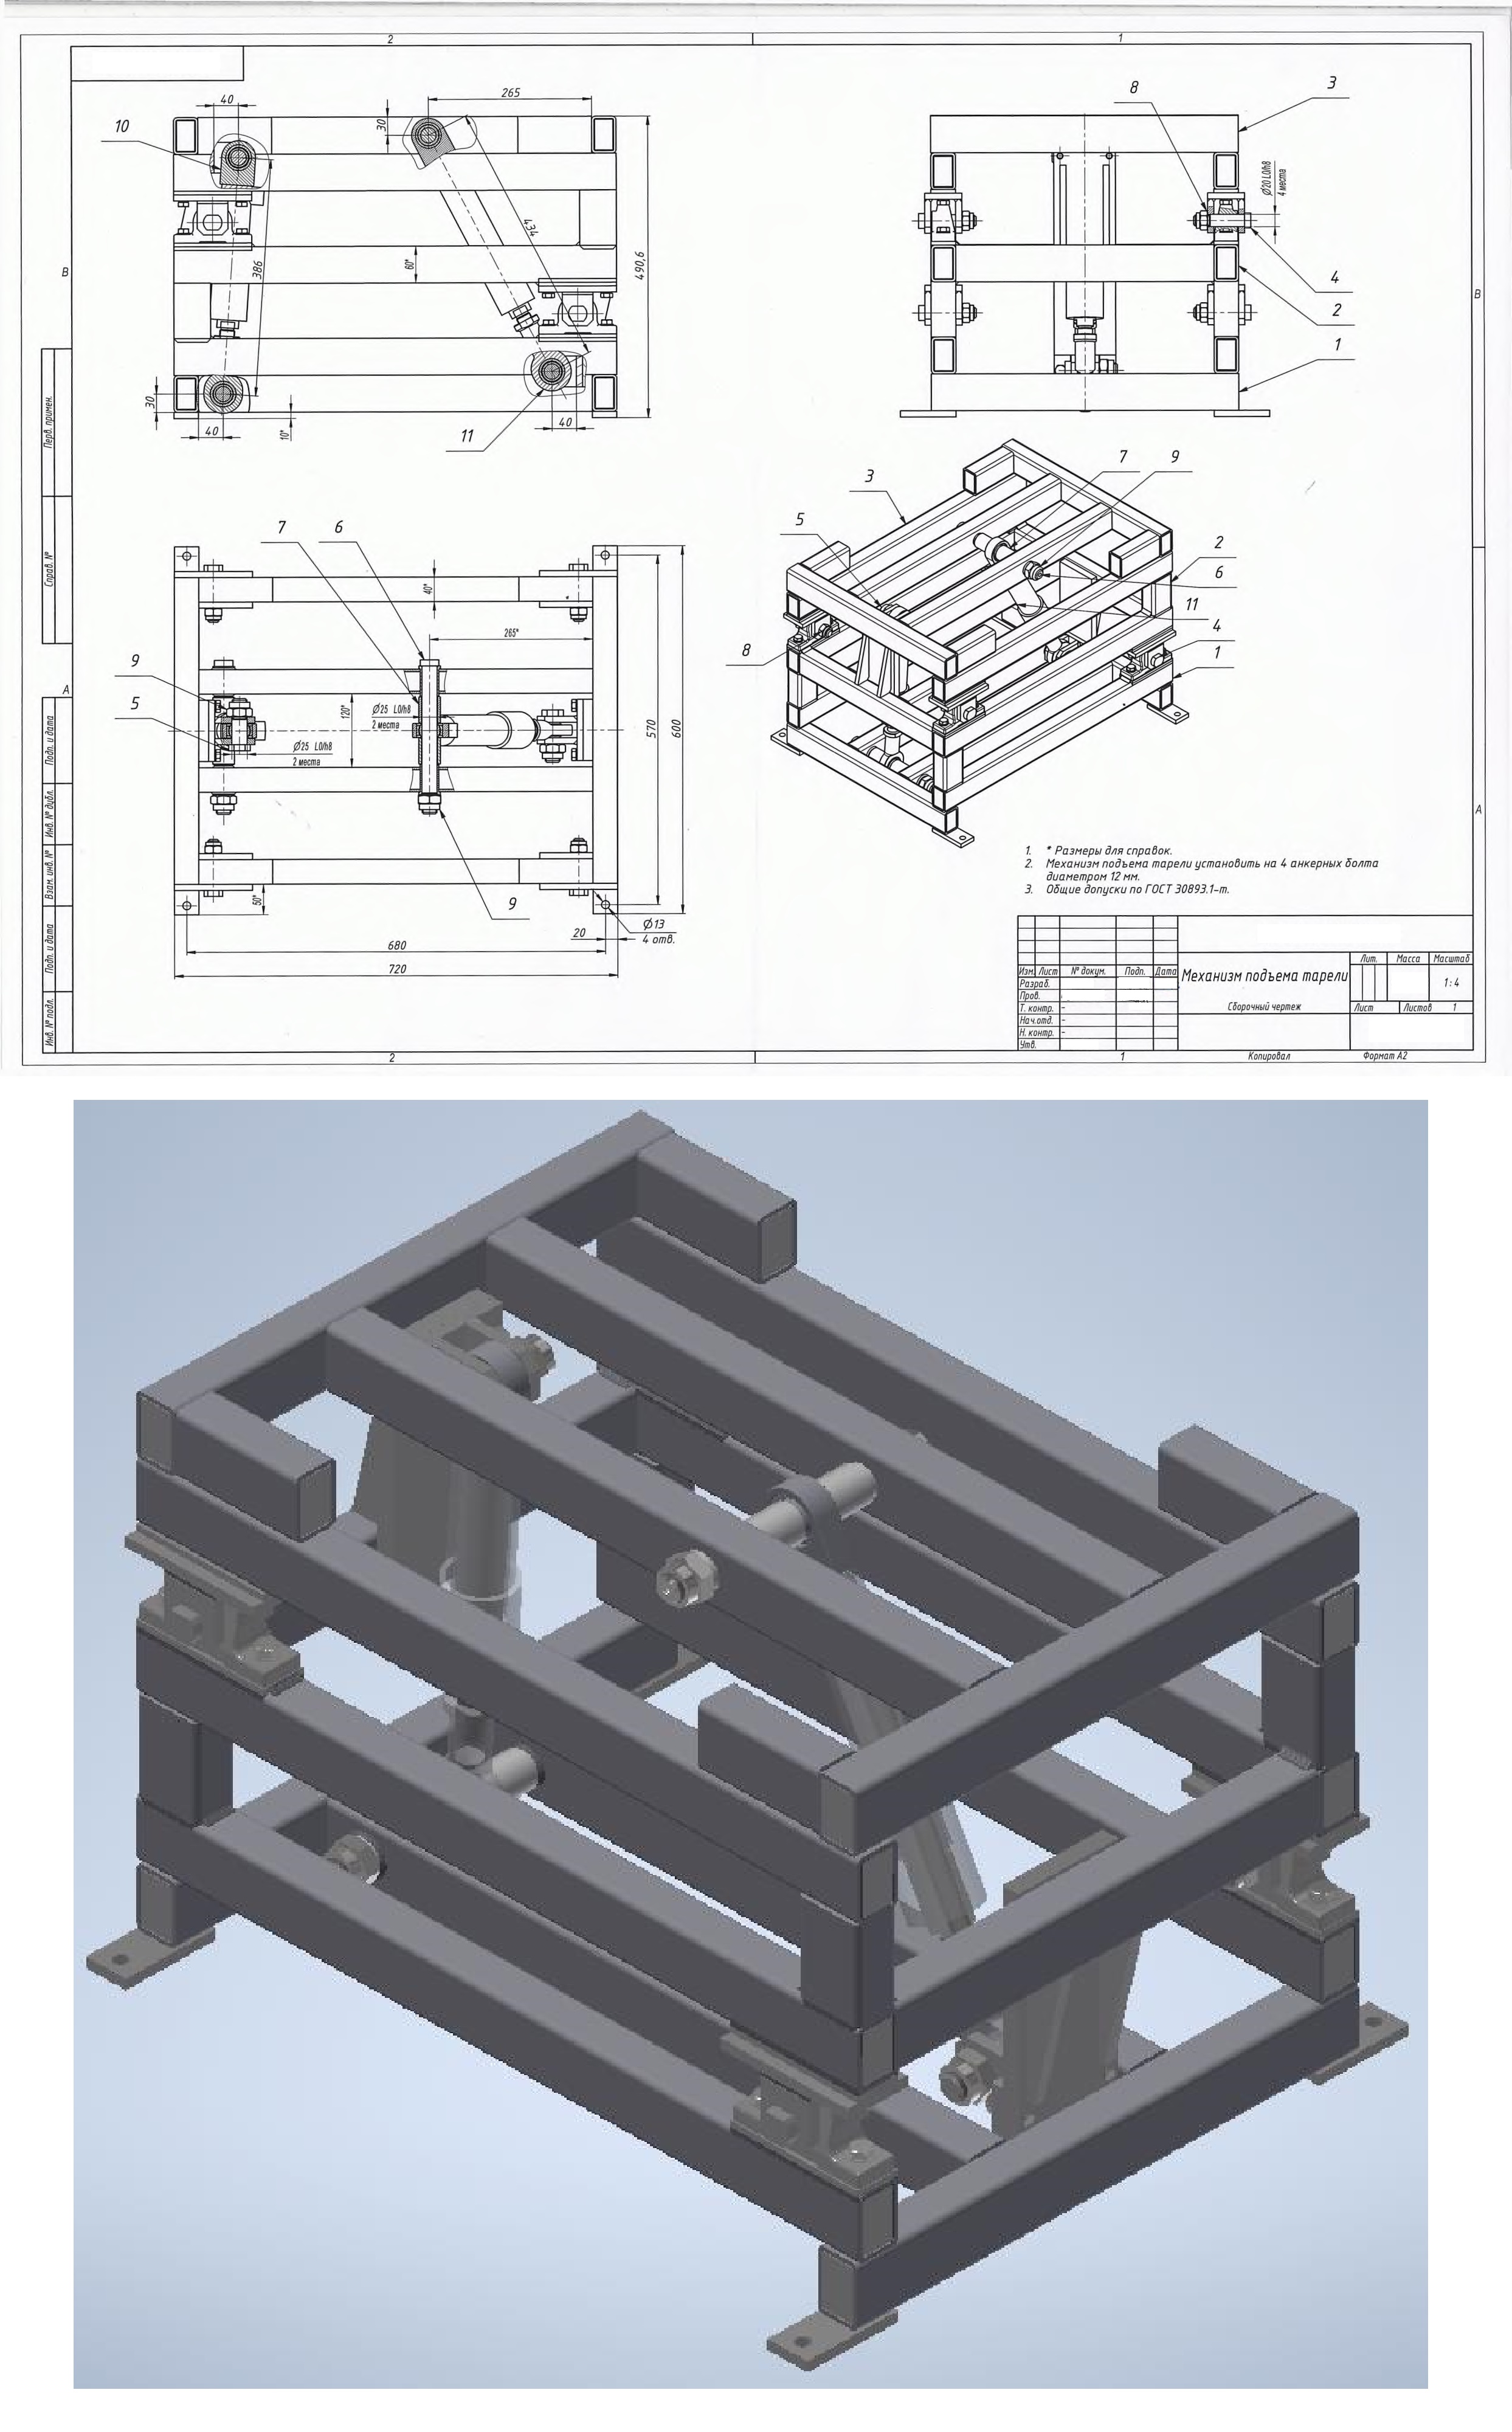 2
1
40
265
30
10
434
386
60*
490,6
30
40
10*
40
11
8
3
Ø20 L0/h8
4 места
4
2
1
В
В
7
9
3
5
2
6
11
4
8
1
7
6
40*
265*
9
5
120*
Ø25 L0/h8
2 места
Ø25 L0/h8
2 места
570
600
50*
9
Ø13
4 отв.
20
680
720
А
А
Перв. примен.
Справ. №
Подп. и дата
Инв. № дубл.
Взам. инв. №
Подп. и дата
Инв. № подл.
1. * Размеры для справок.
2. Механизм подъема тарели установить на 4 анкерных болта
диаметром 12 мм.
3. Общие допуски по ГОСТ 30893.1-m.
Изм. Лист № докум. Подп. Дата
Разраб.
Пров.
Т. контр. -
Нач.отд. -
Н. контр. -
Утв.
Механизм подъема тарели
Сборочный чертеж
Лит. Масса Масштаб
1:4
Лист Листов 1
2
1
Копировал Формат А2